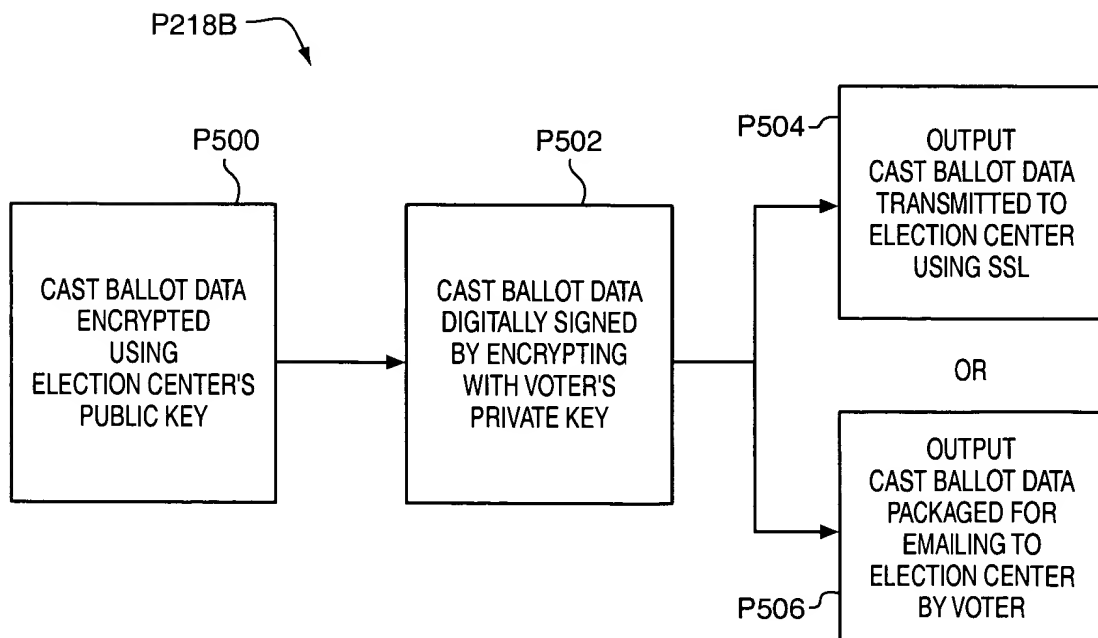 P218B
P500
CAST BALLOT DATA
ENCRYPTED
USING
ELECTION CENTER'S
PUBLIC KEY
P502
CAST BALLOT DATA
DIGITALLY SIGNED
BY ENCRYPTING
WITH VOTER'S
PRIVATE KEY
P504
OUTPUT
CAST BALLOT DATA
TRANSMITTED TO
ELECTION CENTER
USING SSL
OR
OUTPUT
CAST BALLOT DATA
PACKAGED FOR
EMAILING TO
ELECTION CENTER
BY VOTER
P506